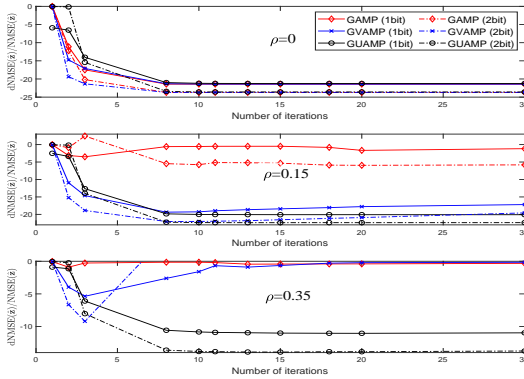 0
-5
-10
-15
-20
-25
dNMSE(ẑ)/NMSE(ẑ)
ρ=0
GAMP (1bit)
GVAMP (1bit)
GUAMP (1bit)
GAMP (2bit)
GVAMP (2bit)
GUAMP (2bit)
0 5 10 15 20 25 30
Number of iterations
0
-5
-10
-15
-20
dNMSE(ẑ)/NMSE(ẑ)
ρ=0.15
0 5 10 15 20 25 30
Number of iterations
0
-5
-10
dNMSE(ẑ)/NMSE(ẑ)
ρ=0.35
0 5 10 15 20 25 30
Number of iterations